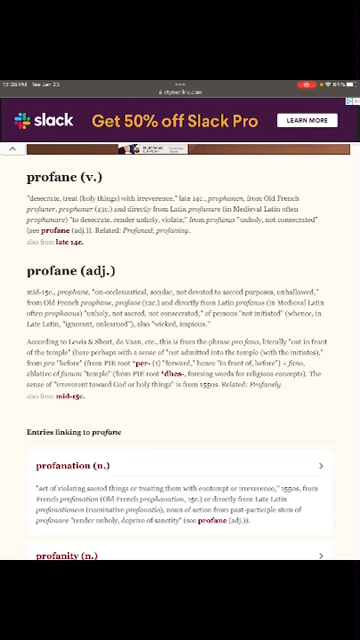 12:36 PM Tue Jan 23
64%
etymonline.com
slack Get 50% off Slack Pro LEARN MORE
profane (v.)
"desecrate, treat (holy things) with irreverence," late 14c., prophanen, from Old French
profaner, prophaner (13c.) and directly from Latin profanare (in Medieval Latin often
prophanare) "to desecrate, render unholy, violate," from profanus "unholy, not consecrated"
(see profane (adj.)). Related: Profaned; profaning.
also from late 14c.
profane (adj.)
mid-15c., prophane, "un-ecclesiastical, secular, not devoted to sacred purposes, unhallowed,"
from Old French prophane, profane (12c.) and directly from Latin profanus (in Medieval Latin
often prophanus) "unholy, not sacred, not consecrated," of persons "not initiated" (whence, in
Late Latin, "ignorant, unlearned"), also "wicked, impious."
According to Lewis & Short, de Vaan, etc., this is from the phrase pro fano, literally "out in front
of the temple" (here perhaps with a sense of "not admitted into the temple (with the initiates),"
from pro "before" (from PIE root *per- (1) "forward," hence "in front of, before") + fano,
ablative of fanum "temple" (from PIE root *dhes-, forming words for religious concepts). The
sense of "irreverent toward God or holy things" is from 1550s. Related: Profanely.
also from mid-15c.
Entries linking to profane
profanation (n.)
"act of violating sacred things or treating them with contempt or irreverence," 1550s, from
French profanation (Old French prophanation, 15c.) or directly from Late Latin
profanationem (nominative profanatio), noun of action from past-participle stem of
profanare "render unholy, deprive of sanctity" (see profane (adj.)).
profanity (n.)